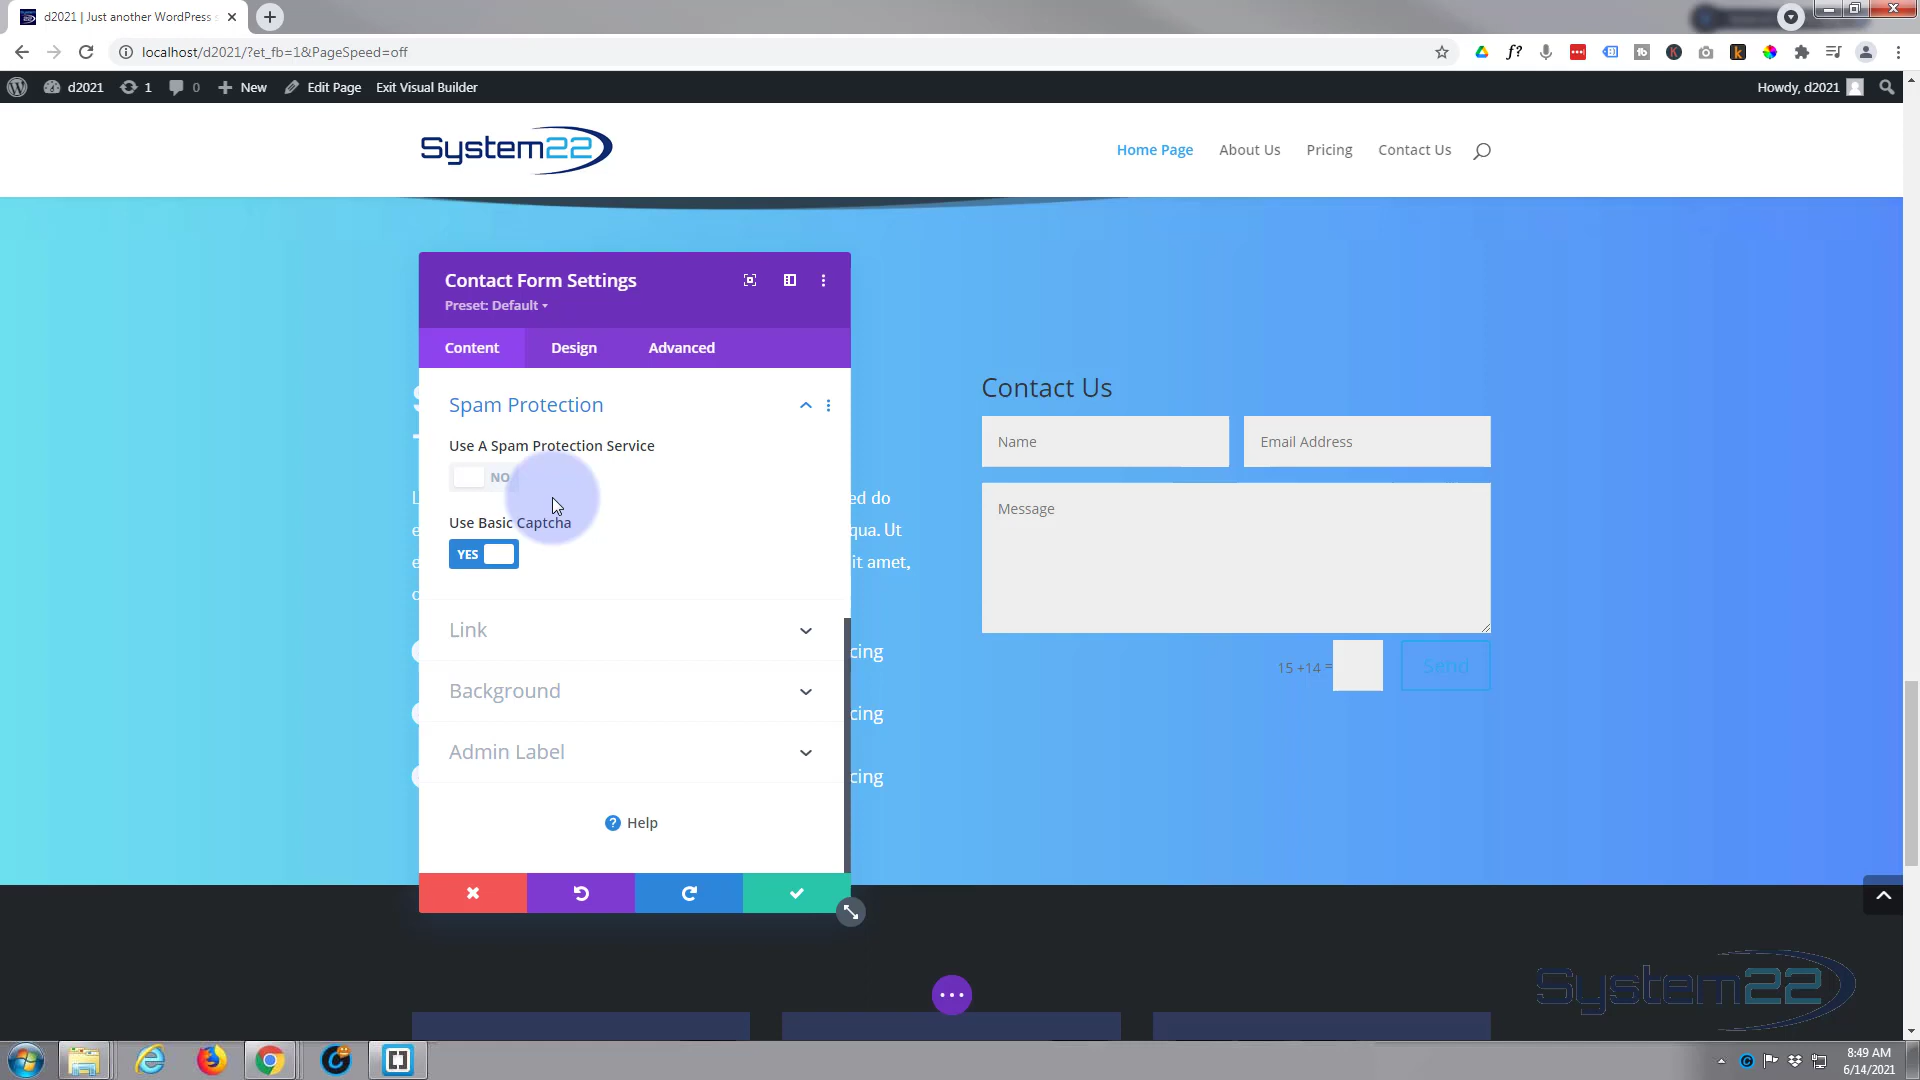 d2021 | Just another WordPress
localhost/d2021/?et_fb=1&PageSpeed=off
d2021
1
0
New
Edit Page
Exit Visual Builder
Howdy, d2021
System22
Home Page
About Us
Pricing
Contact Us
Contact Form Settings
Preset: Default
Content
Design
Advanced
Spam Protection
Use A Spam Protection Service
NO
Use Basic Captcha
YES
Link
Background
Admin Label
Help
ed do
qua. Ut
it amet,
cing
cing
cing
Contact Us
Name
Email Address
Message
15 +14 =
Send
System22
8:49 AM
6/14/2021